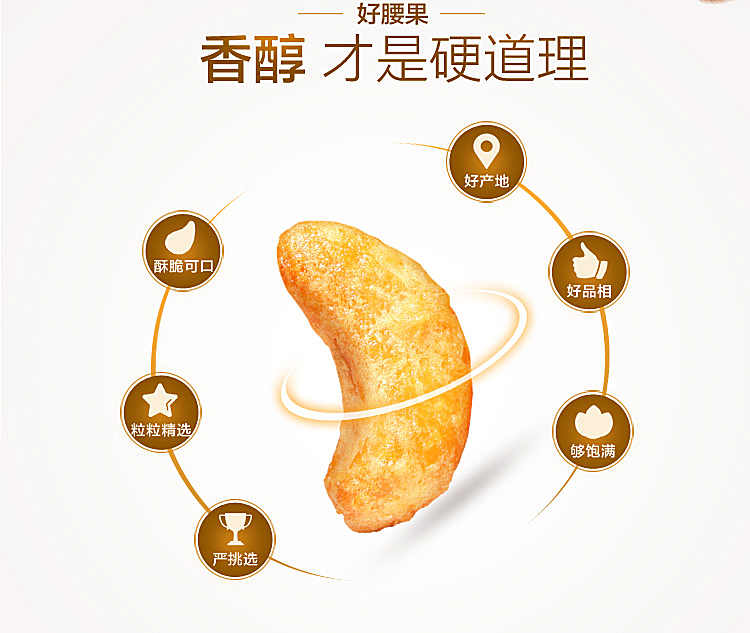 好腰果
香醇 才是硬道理
好产地
酥脆可口
好品相
粒粒精选
够饱满
严挑选